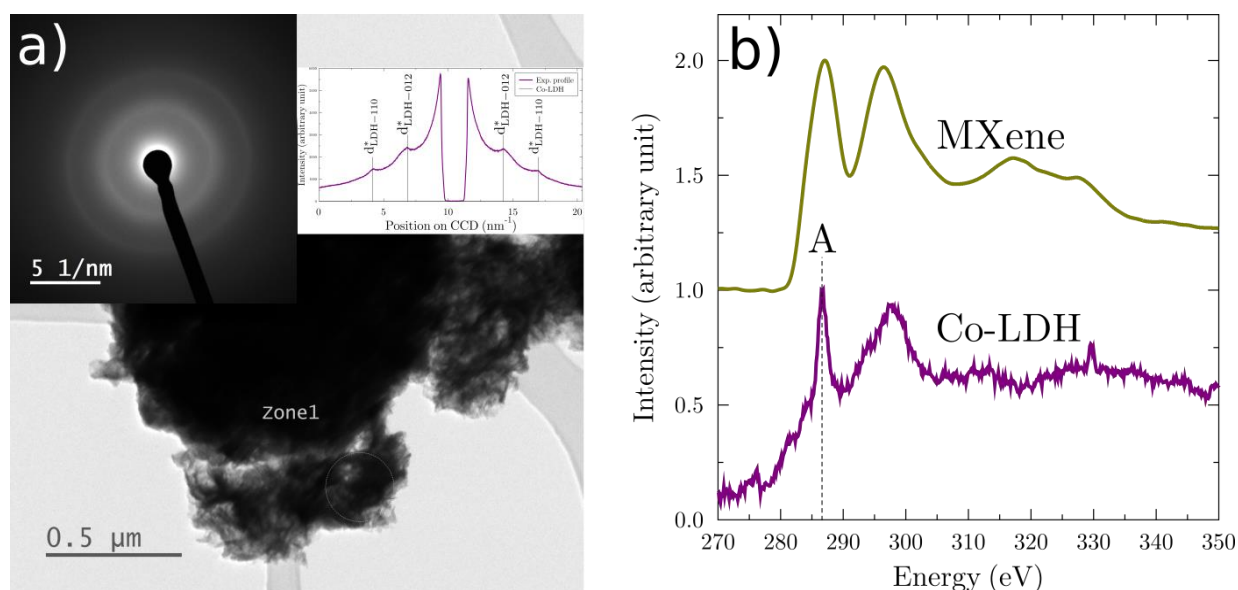 a)
5 1/nm
Intensity (arbitrary unit)
d*LDH−110
d*LDH−012
d*LDH−012
d*LDH−110
Exp. profile
Co-LDH
0
5
10
15
20
Position on CCD (nm⁻¹)
Zone1
0.5 µm
b)
Intensity (arbitrary unit)
2.0
1.5
1.0
0.5
0.0
MXene
A
Co-LDH
270 280 290 300 310 320 330 340 350
Energy (eV)